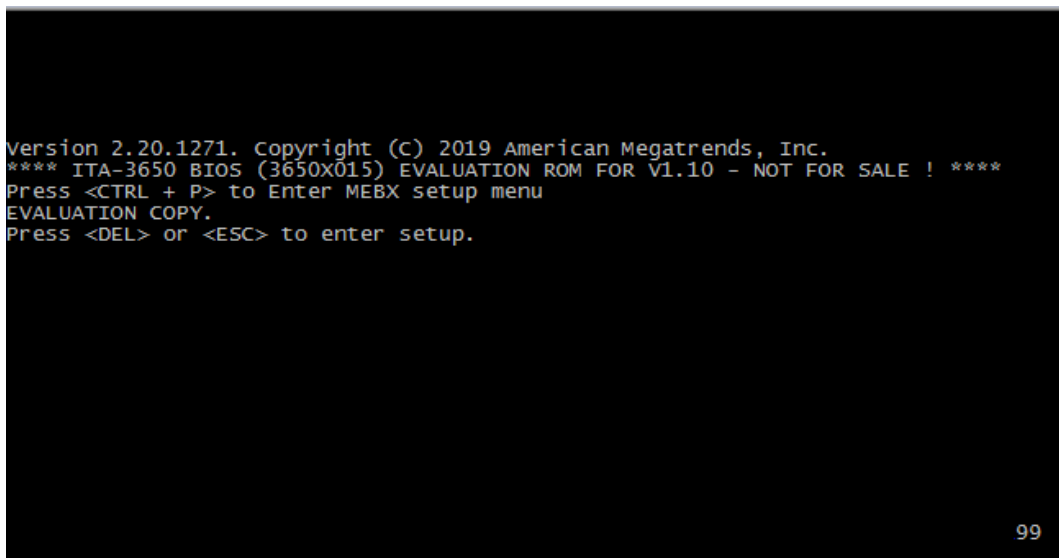 Version 2.20.1271. Copyright (C) 2019 American Megatrends, Inc.
**** ITA-3650 BIOS (3650X015) EVALUATION ROM FOR V1.10 - NOT FOR SALE ! ****
Press <CTRL + P> to Enter MEBX setup menu
EVALUATION COPY.
Press <DEL> or <ESC> to enter setup.
99